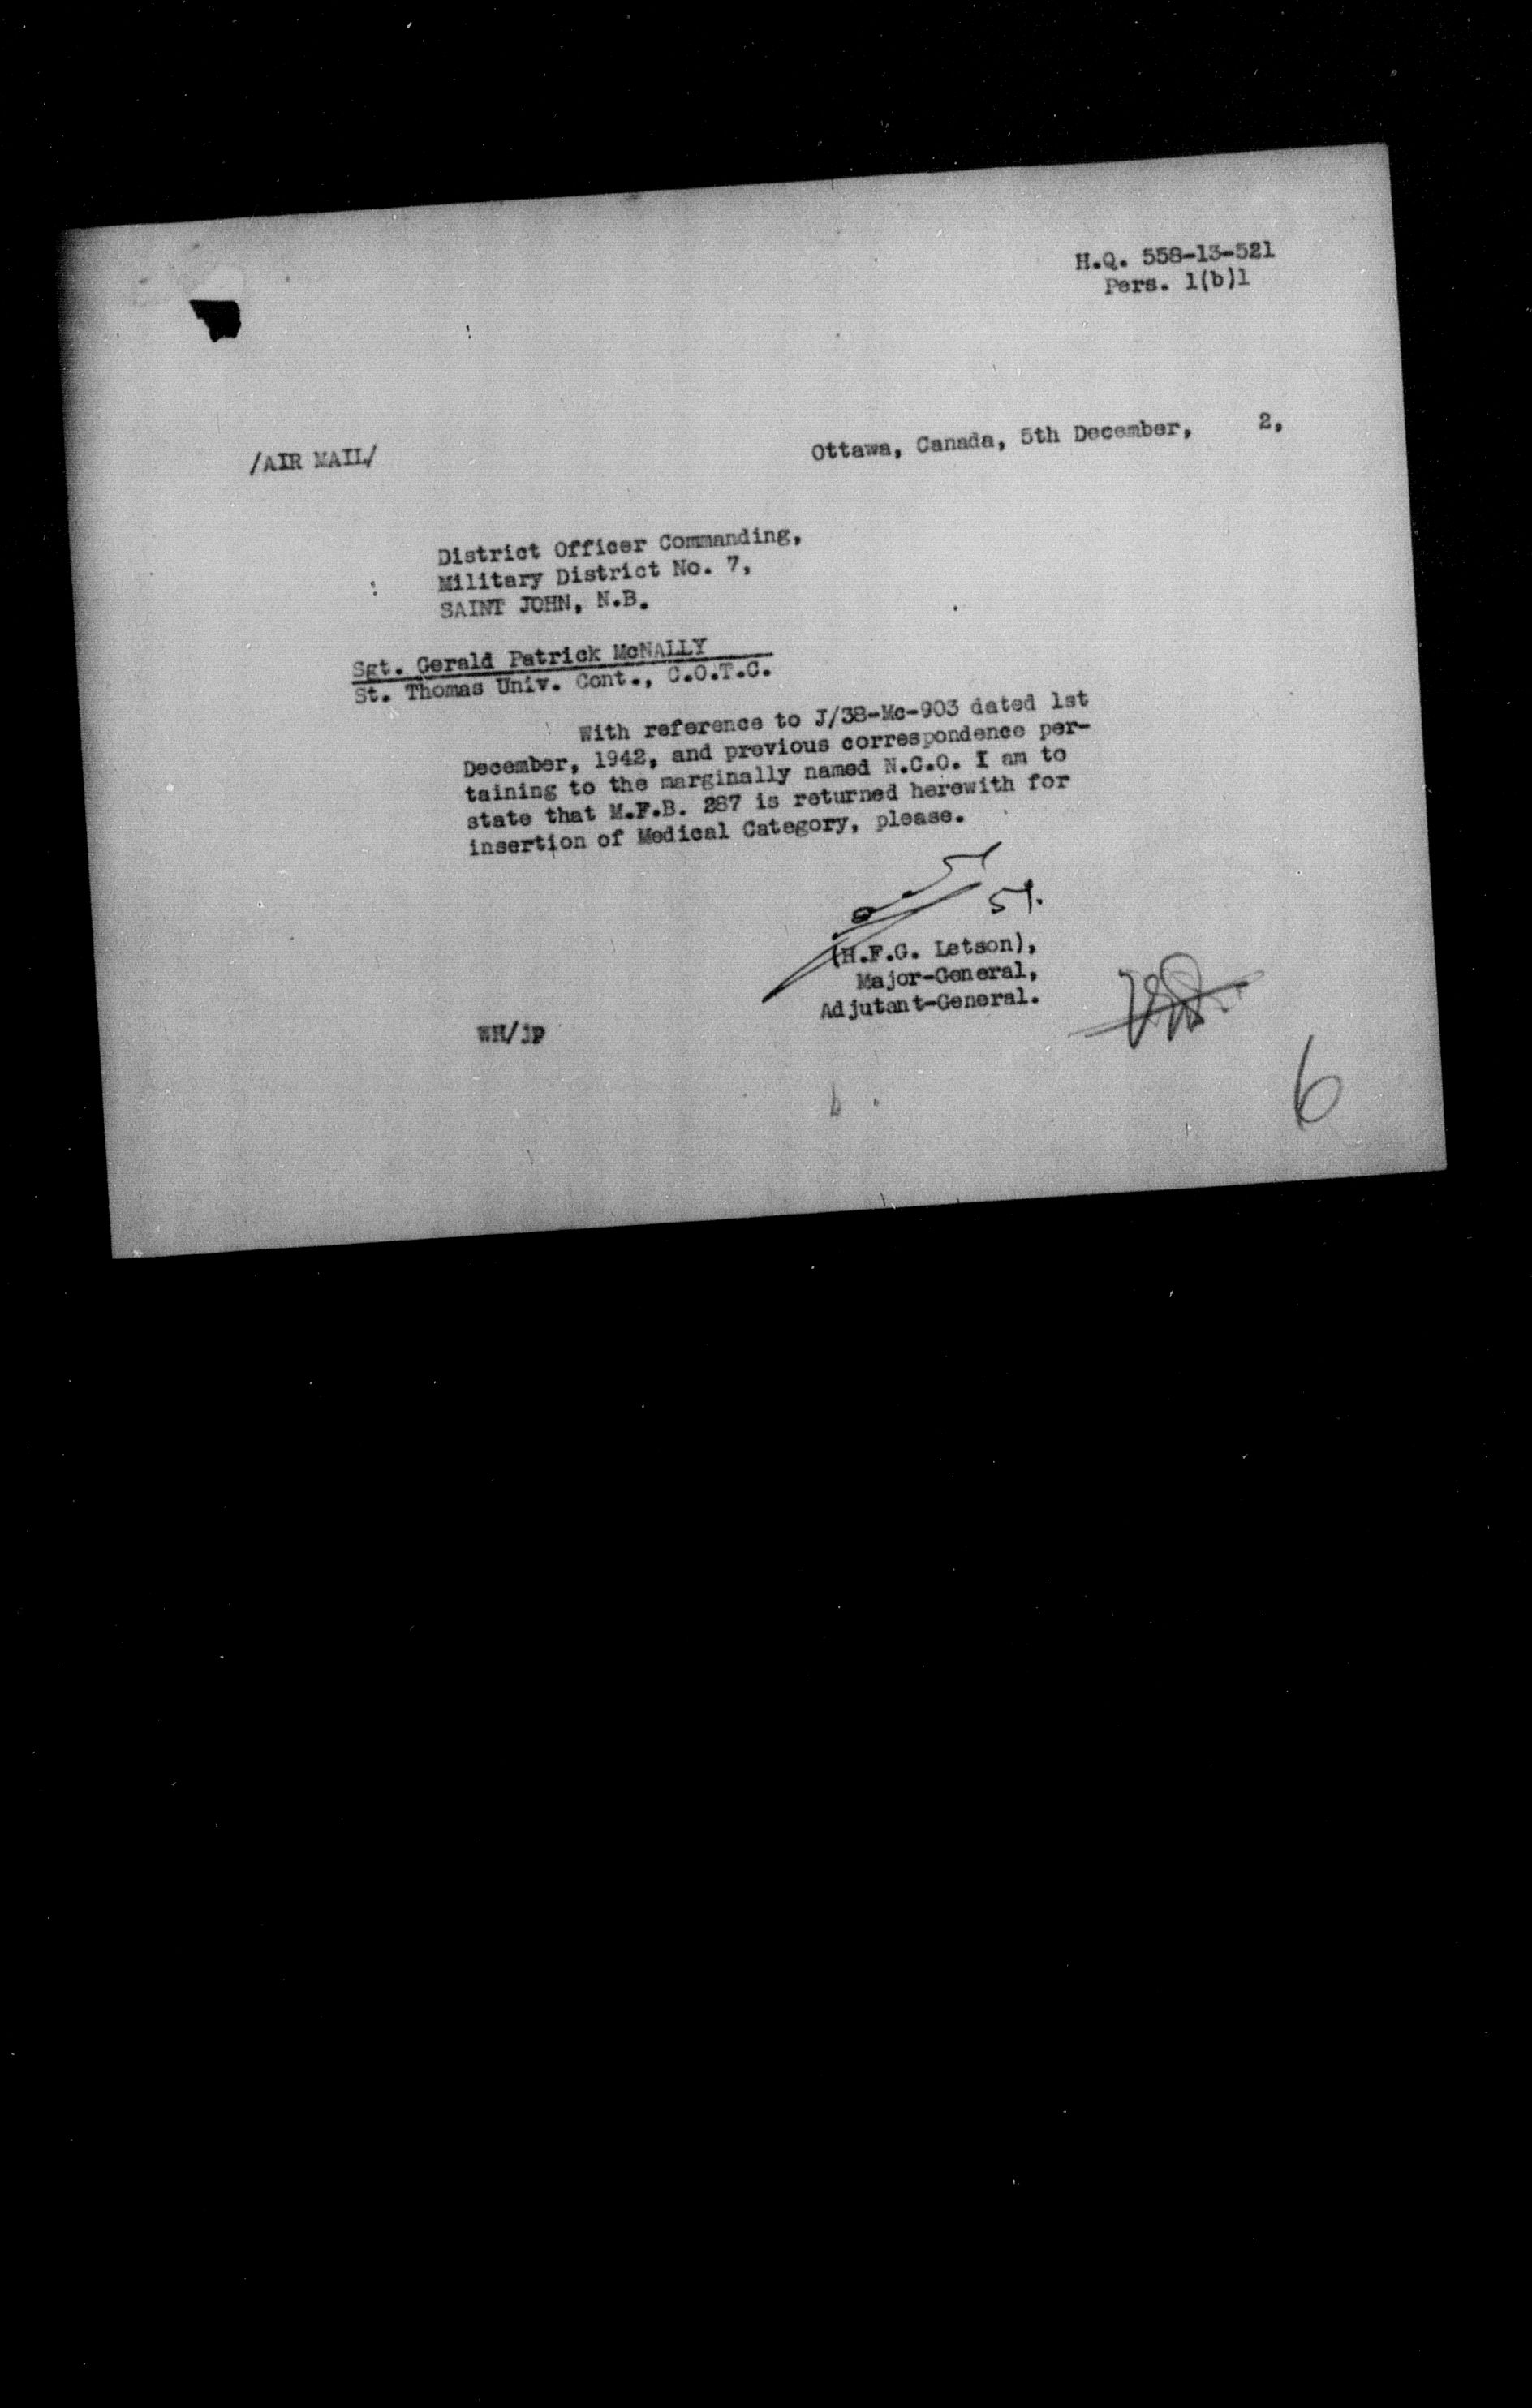 H.Q. 558-13-521
Pers. 1(b)1
/AIR MAIL/
Ottawa, Canada, 5th December, 2,
District Officer Commanding,
Military District No. 7,
SAINT JOHN, N.B.
Sgt. Gerald Patrick McNALLY
St. Thomas Univ. Cont., C.O.T.C.
With reference to J/38-Mc-903 dated 1st
December, 1942, and previous correspondence per-
taining to the marginally named N.C.O. I am to
state that M.F.B. 287 is returned herewith for
insertion of Medical Category, please.
(H.F.G. Letson),
Major-General,
Adjutant-General.
WH/jp
6